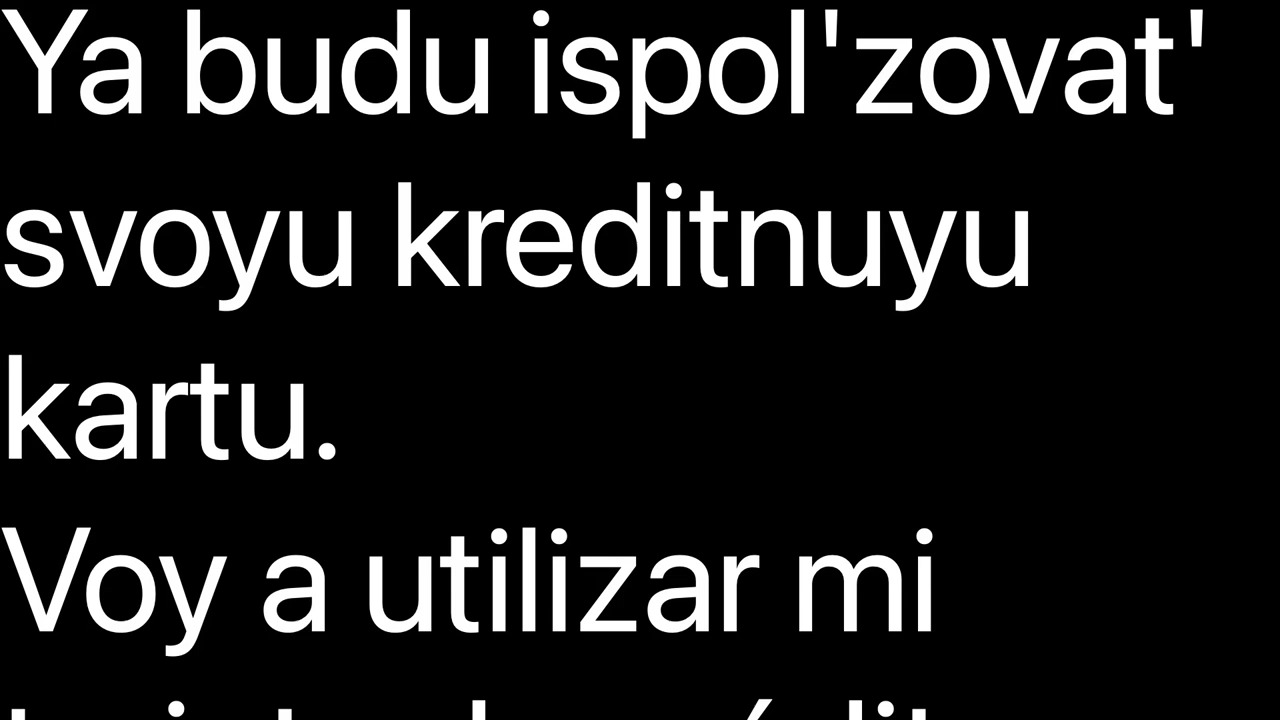 Ya budu ispol'zovat'
svoyu kreditnuyu
kartu.
Voy a utilizar mi